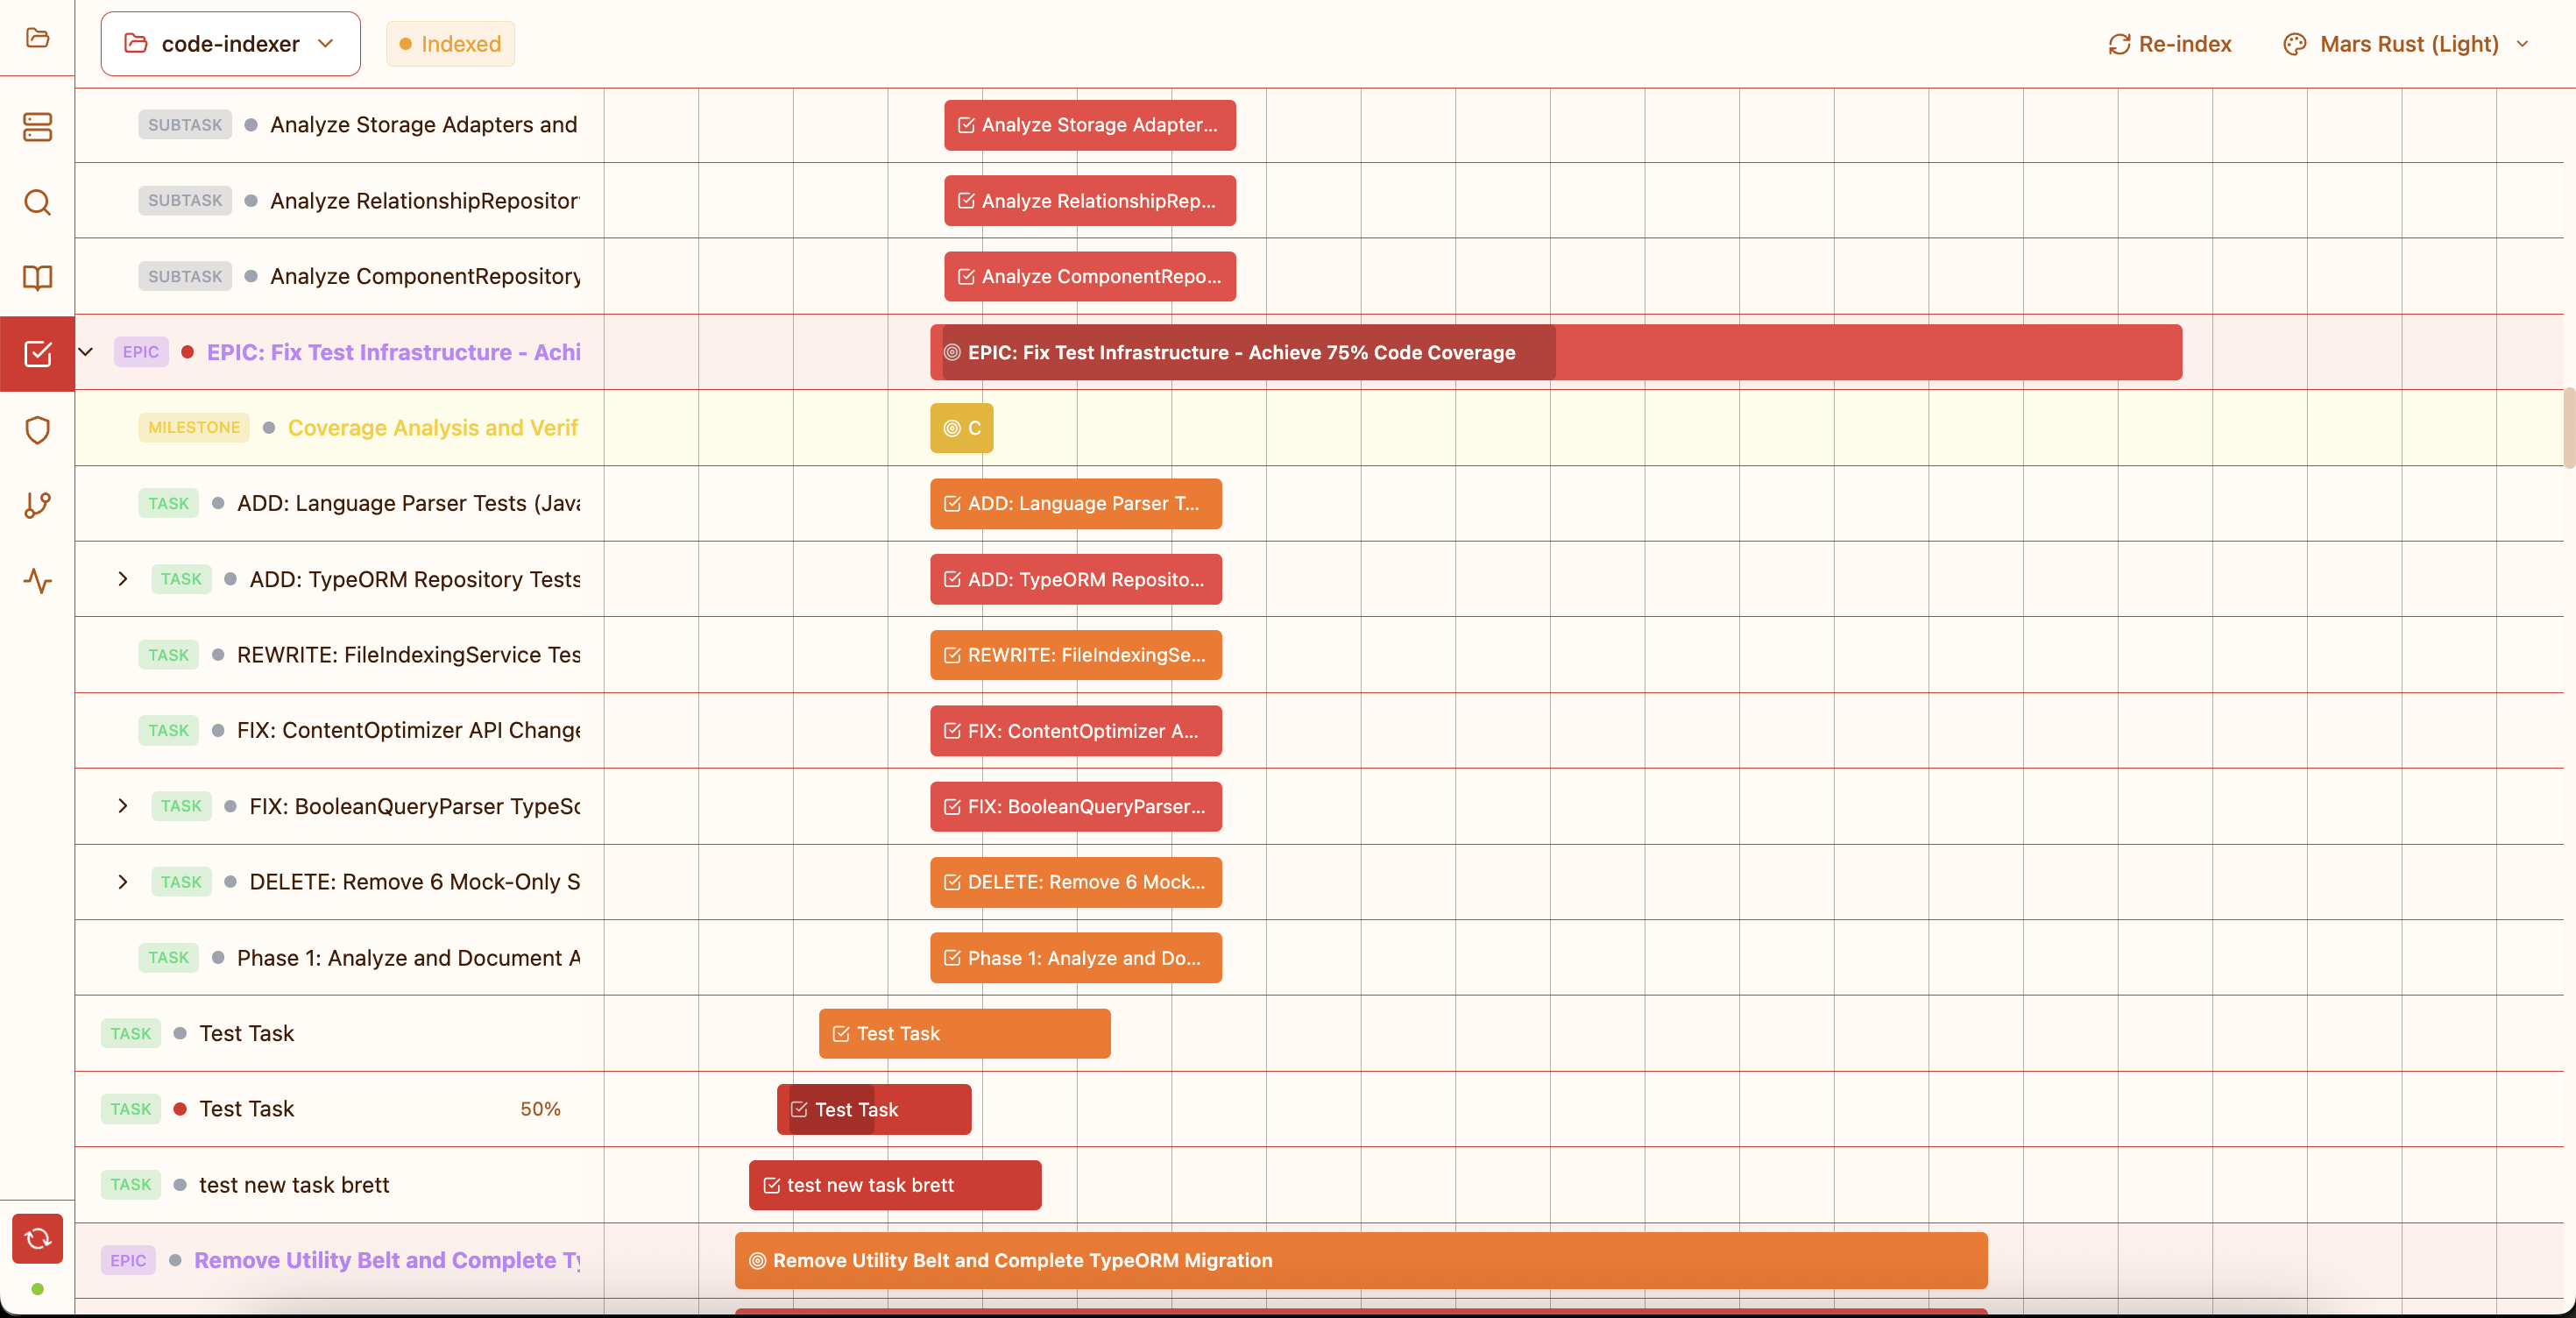 code-indexer
Indexed
Re-index
Mars Rust (Light)
SUBTASK Analyze Storage Adapters and
Analyze Storage Adapter...
SUBTASK Analyze RelationshipRepository
Analyze RelationshipRep...
SUBTASK Analyze ComponentRepository
Analyze ComponentRepo...
EPIC EPIC: Fix Test Infrastructure - Achi
EPIC: Fix Test Infrastructure - Achieve 75% Code Coverage
MILESTONE Coverage Analysis and Verif
C
TASK ADD: Language Parser Tests (Java
ADD: Language Parser T...
TASK ADD: TypeORM Repository Tests
ADD: TypeORM Reposito...
TASK REWRITE: FileIndexingService Tes
REWRITE: FileIndexingSe...
TASK FIX: ContentOptimizer API Change
FIX: ContentOptimizer A...
TASK FIX: BooleanQueryParser TypeSc
FIX: BooleanQueryParser...
TASK DELETE: Remove 6 Mock-Only S
DELETE: Remove 6 Mock...
TASK Phase 1: Analyze and Document A
Phase 1: Analyze and Do...
TASK Test Task
Test Task
TASK Test Task 50%
Test Task
TASK test new task brett
test new task brett
EPIC Remove Utility Belt and Complete Ty
Remove Utility Belt and Complete TypeORM Migration